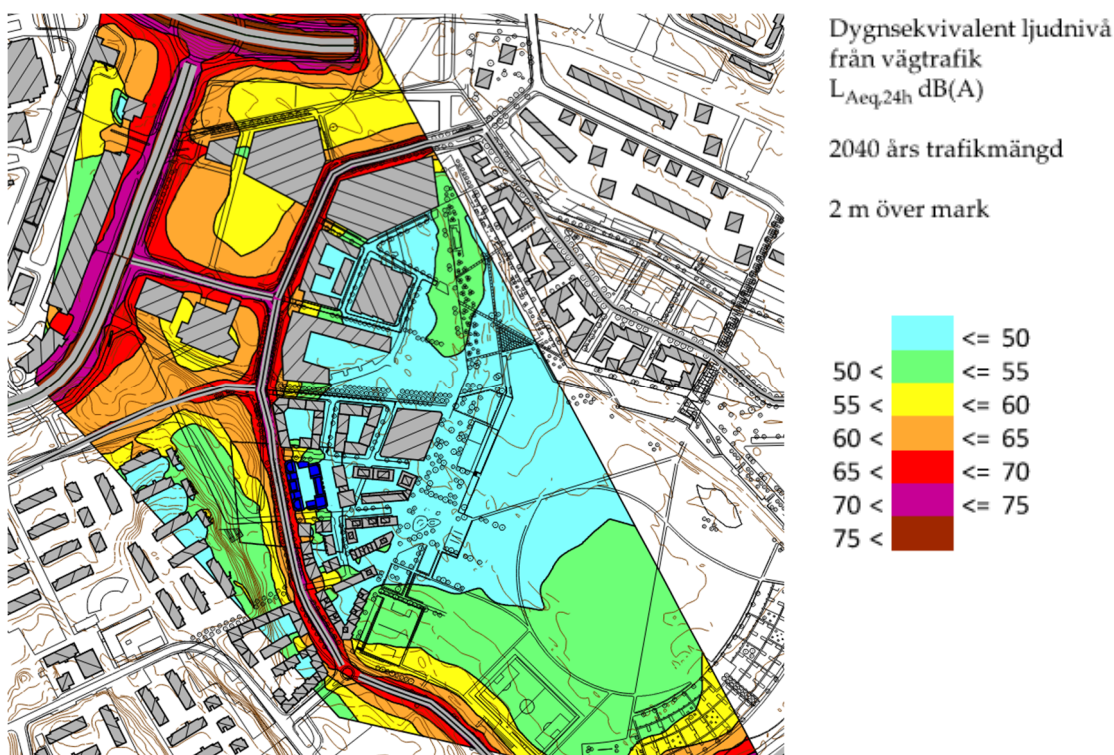 Dygnsekvivalent ljudnivå
från vägtrafik
LAeq,24h dB(A)
2040 års trafikmängd
2 m över mark
<= 50
50 < <= 55
55 < <= 60
60 < <= 65
65 < <= 70
70 < <= 75
75 <